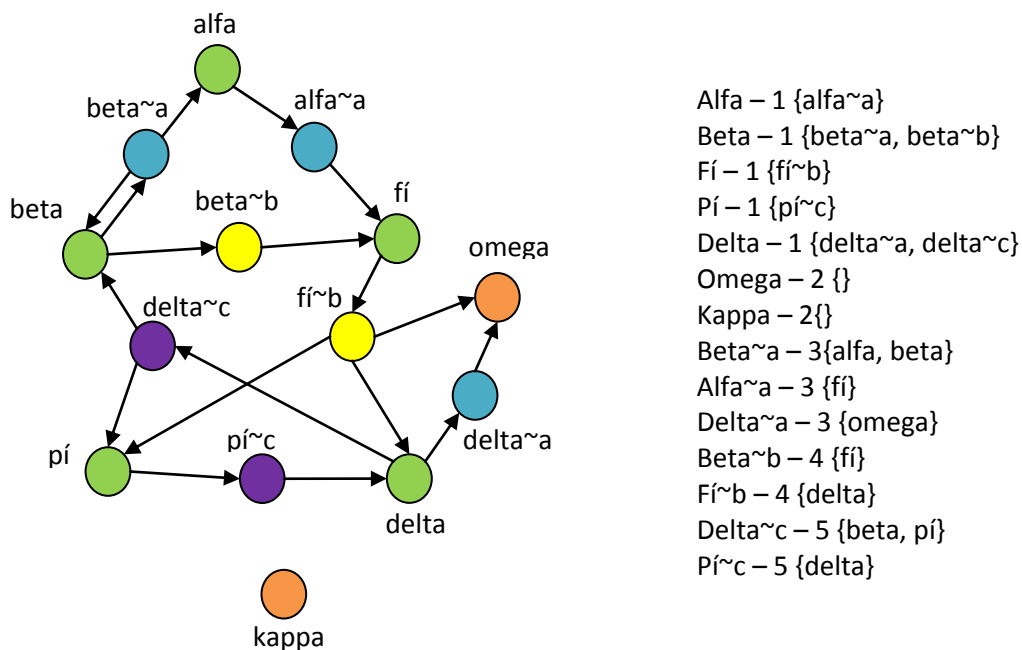 alfa
beta~a
alfa~a
beta
beta~b
fí
omega
delta~c
fí~b
pí
pí~c
delta~a
delta
kappa
Alfa – 1 {alfa~a}
Beta – 1 {beta~a, beta~b}
Fí – 1 {fí~b}
Pí – 1 {pí~c}
Delta – 1 {delta~a, delta~c}
Omega – 2 {}
Kappa – 2{}
Beta~a – 3{alfa, beta}
Alfa~a – 3 {fí}
Delta~a – 3 {omega}
Beta~b – 4 {fí}
Fí~b – 4 {delta}
Delta~c – 5 {beta, pí}
Pí~c – 5 {delta}